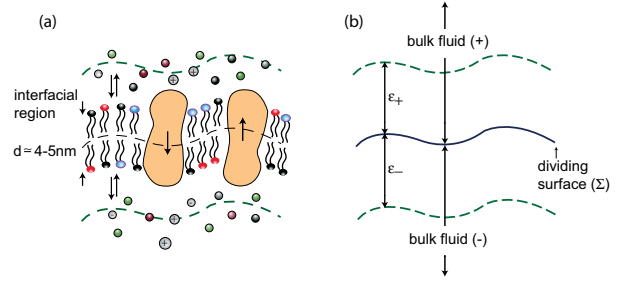 (a)
interfacial
region
d ≈ 4-5nm
+
+
+
(b)
bulk fluid (+)
ε+
ε−
dividing
surface (Σ)
bulk fluid (-)